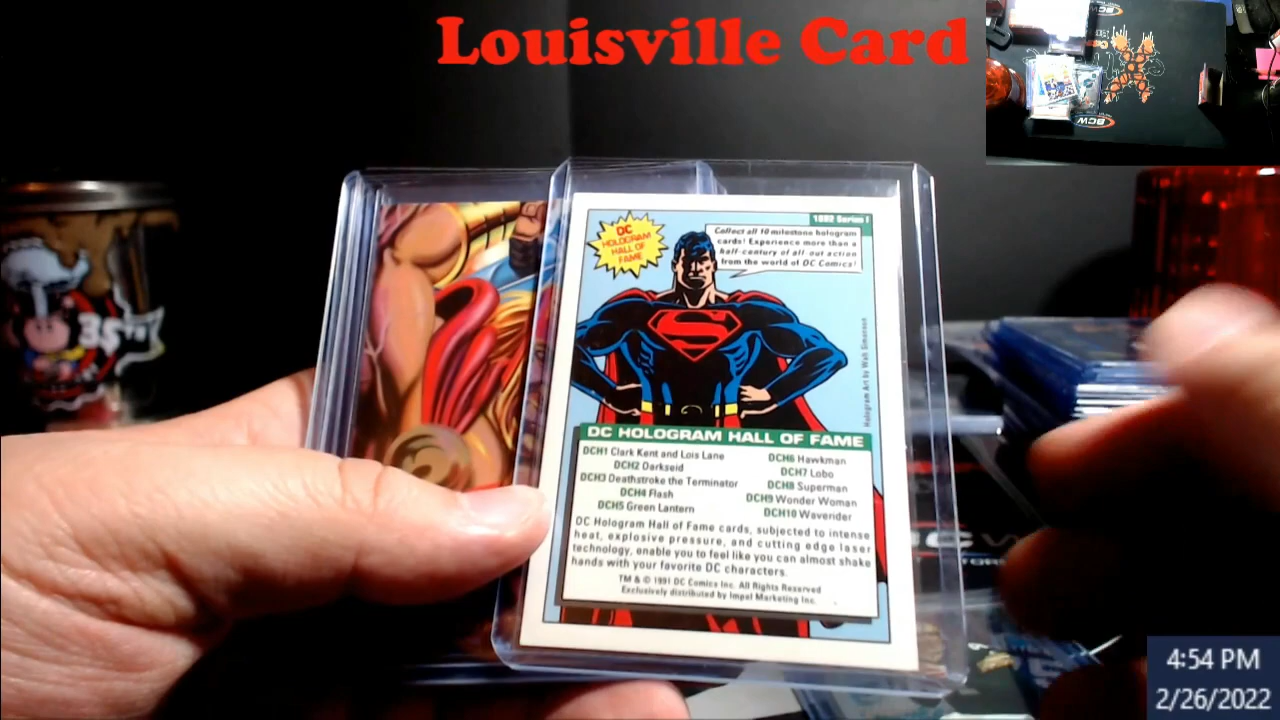 Louisville Card
1992 Series I
DC
HOLOGRAM
HALL OF
FAME
Collect all 10 milestone hologram
cards! Experience more than a
half-century of all-out action
from the world of DC Comics!
Hologram Art by Walt Simonson
DC HOLOGRAM HALL OF FAME
DCH1 Clark Kent and Lois Lane
DCH2 Darkseid
DCH3 Deathstroke the Terminator
DCH4 Flash
DCH5 Green Lantern
DCH6 Hawkman
DCH7 Lobo
DCH8 Superman
DCH9 Wonder Woman
DCH10 Waverider
DC Hologram Hall of Fame cards, subjected to intense
heat, explosive pressure, and cutting edge laser
technology, enable you to feel like you can almost shake
hands with your favorite DC characters.
TM & © 1991 DC Comics Inc. All Rights Reserved
Exclusively distributed by Impel Marketing Inc.
BCW
4:54 PM
2/26/2022